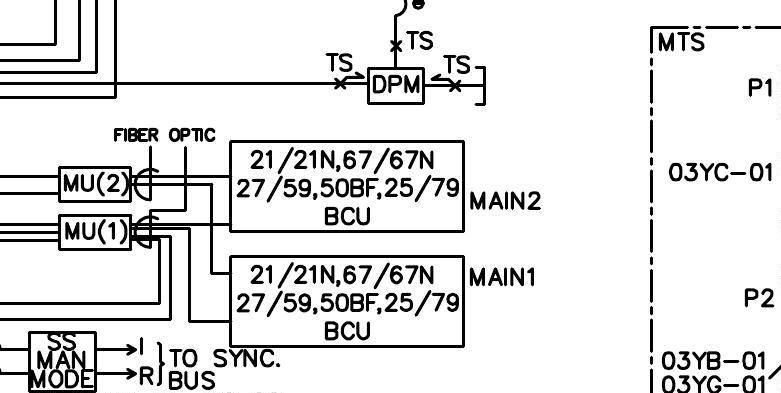 TS
TS
TS
DPM
MTS
P1
FIBER OPTIC
21/21N,67/67N
27/59,50BF,25/79
BCU
MAIN2
MU(2)
MU(1)
03YC-01
21/21N,67/67N
27/59,50BF,25/79
BCU
MAIN1
P2
SS
MAN
MODE
I
R
TO SYNC.
BUS
03YB-01
03YG-01